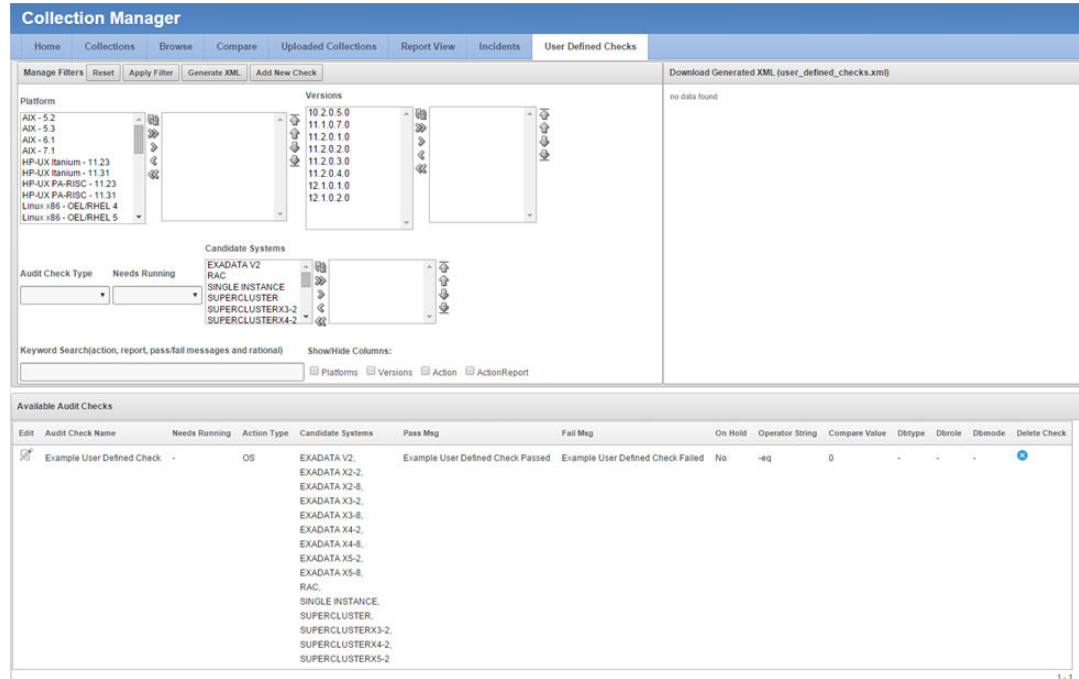 Collection Manager
Home Collections Browse Compare Uploaded Collections Report View Incidents User Defined Checks
Manage Filters Reset Apply Filter Generate XML Add New Check
Download Generated XML (user_defined_checks.xml)
no data found
Platform
AIX - 5.2
AIX - 5.3
AIX - 6.1
AIX - 7.1
HP-UX Itanium - 11.23
HP-UX Itanium - 11.31
HP-UX PA-RISC - 11.23
HP-UX PA-RISC - 11.31
Linux x86 - OEL/RHEL 4
Linux x86 - OEL/RHEL 5
Versions
10.2.0.5.0
11.1.0.7.0
11.2.0.1.0
11.2.0.2.0
11.2.0.3.0
11.2.0.4.0
12.1.0.1.0
12.1.0.2.0
Audit Check Type Needs Running
Candidate Systems
EXADATA V2
RAC
SINGLE INSTANCE
SUPERCLUSTER
SUPERCLUSTERX3-2
SUPERCLUSTERX4-2
Keyword Search(action, report, pass/fail messages and rational)
Show/Hide Columns:
Platforms Versions Action ActionReport
Available Audit Checks
Edit Audit Check Name Needs Running Action Type Candidate Systems Pass Msg Fail Msg On Hold Operator String Compare Value Dbtype Dbrole Dbmode Delete Check
Example User Defined Check - OS EXADATA V2, Example User Defined Check Passed Example User Defined Check Failed No -eq 0 - - -
EXADATA X2-2,
EXADATA X2-8,
EXADATA X3-2,
EXADATA X3-8,
EXADATA X4-2,
EXADATA X4-8,
EXADATA X5-2,
EXADATA X5-8,
RAC,
SINGLE INSTANCE,
SUPERCLUSTER,
SUPERCLUSTERX3-2,
SUPERCLUSTERX4-2,
SUPERCLUSTERX5-2
1 - 1